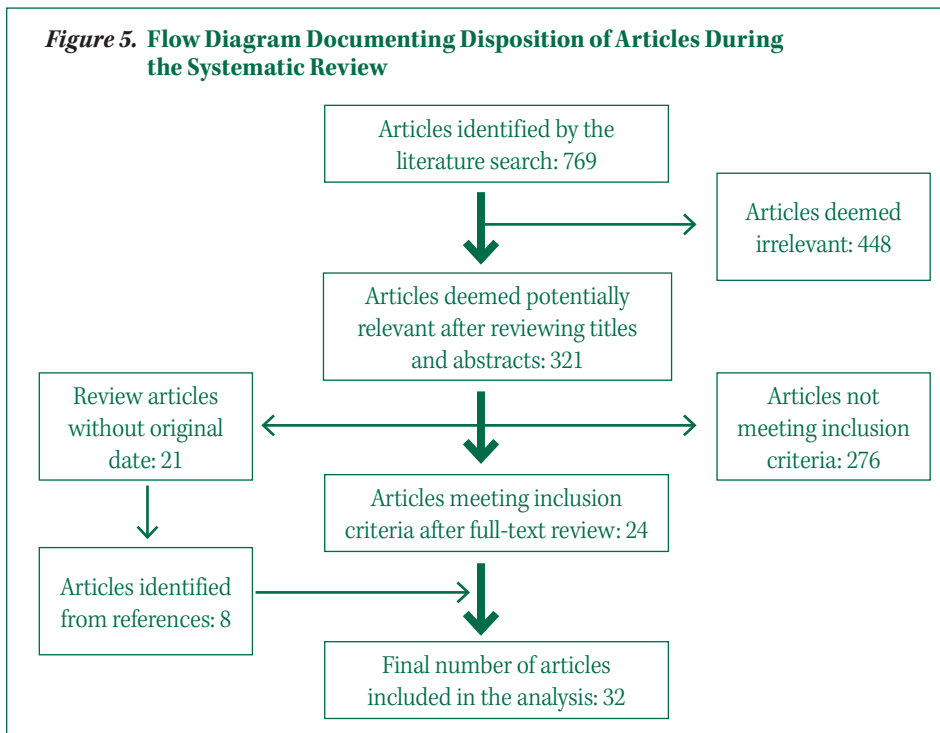 Figure 5. Flow Diagram Documenting Disposition of Articles During
the Systematic Review
Articles identified by the
literature search: 769
Articles deemed
irrelevant: 448
Articles deemed potentially
relevant after reviewing titles
and abstracts: 321
Review articles
without original
date: 21
Articles not
meeting inclusion
criteria: 276
Articles meeting inclusion
criteria after full-text review: 24
Articles identified
from references: 8
Final number of articles
included in the analysis: 32